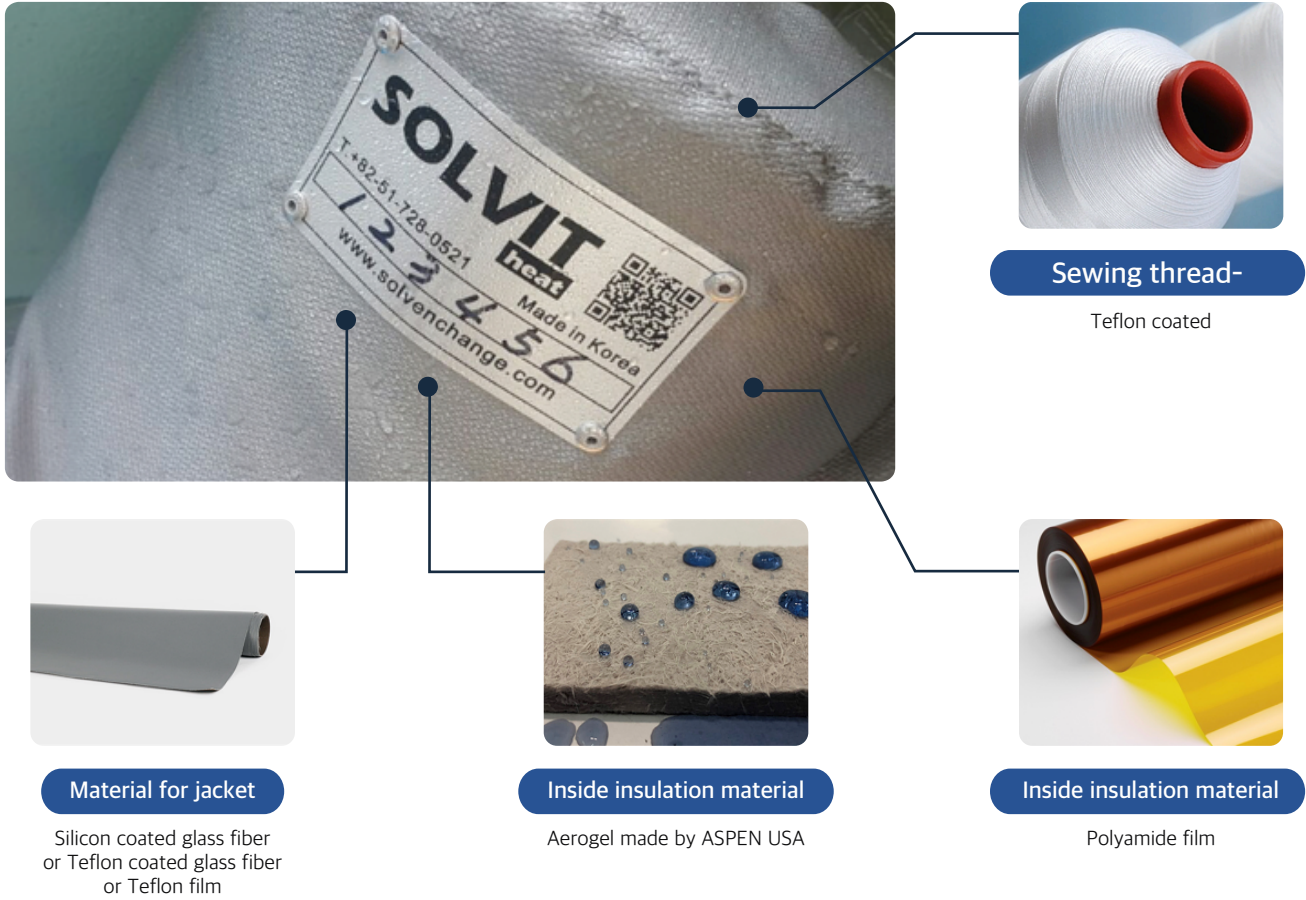 SOLVIT
heat
T.+82-51-728-0521
Made in Korea
123456
www.solvenchange.com
Sewing thread-
Teflon coated
Material for jacket
Silicon coated glass fiber
or Teflon coated glass fiber
or Teflon film
Inside insulation material
Aerogel made by ASPEN USA
Inside insulation material
Polyamide film